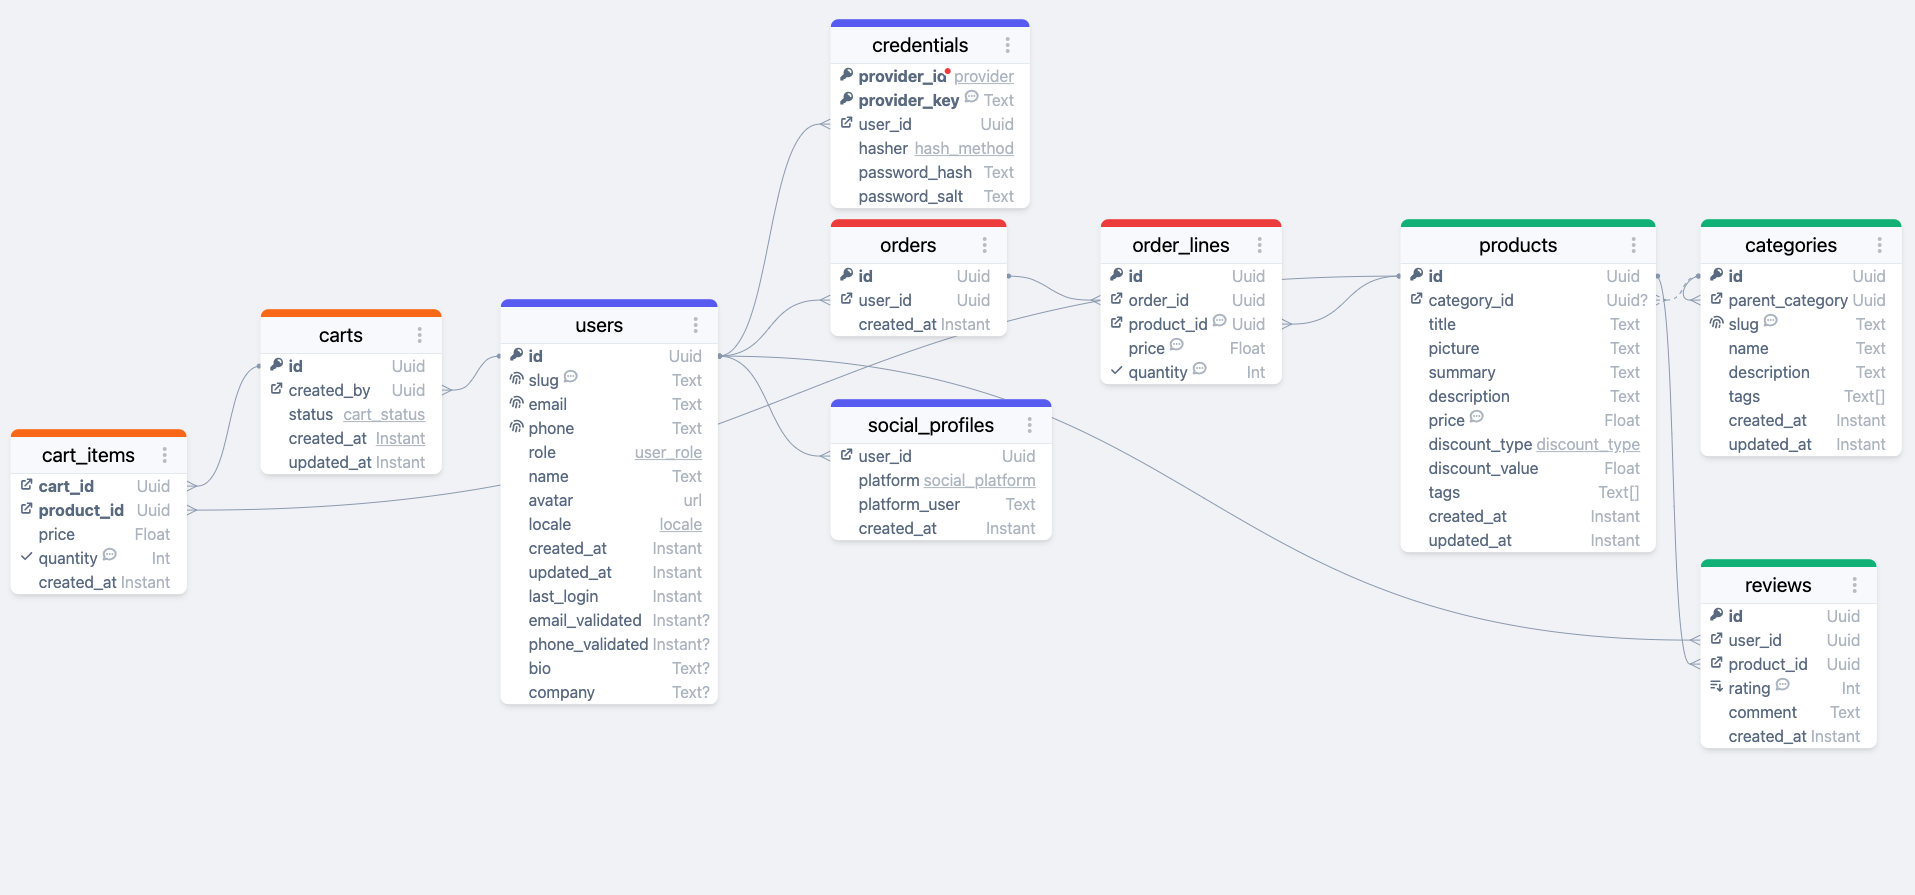 credentials
provider_id provider
provider_key Text
user_id Uuid
hasher hash_method
password_hash Text
password_salt Text
orders
id Uuid
user_id Uuid
created_at Instant
order_lines
id Uuid
order_id Uuid
product_id Uuid
price Float
quantity Int
products
id Uuid
category_id Uuid?
title Text
picture Text
summary Text
description Text
price Float
discount_type discount_type
discount_value Float
tags Text[]
created_at Instant
updated_at Instant
categories
id Uuid
parent_category Uuid
slug Text
name Text
description Text
tags Text[]
created_at Instant
updated_at Instant
carts
id Uuid
created_by Uuid
status cart_status
created_at Instant
updated_at Instant
users
id Uuid
slug Text
email Text
phone Text
role user_role
name Text
avatar url
locale locale
created_at Instant
updated_at Instant
last_login Instant
email_validated Instant?
phone_validated Instant?
bio Text?
company Text?
social_profiles
user_id Uuid
platform social_platform
platform_user Text
created_at Instant
cart_items
cart_id Uuid
product_id Uuid
price Float
quantity Int
created_at Instant
reviews
id Uuid
user_id Uuid
product_id Uuid
rating Int
comment Text
created_at Instant